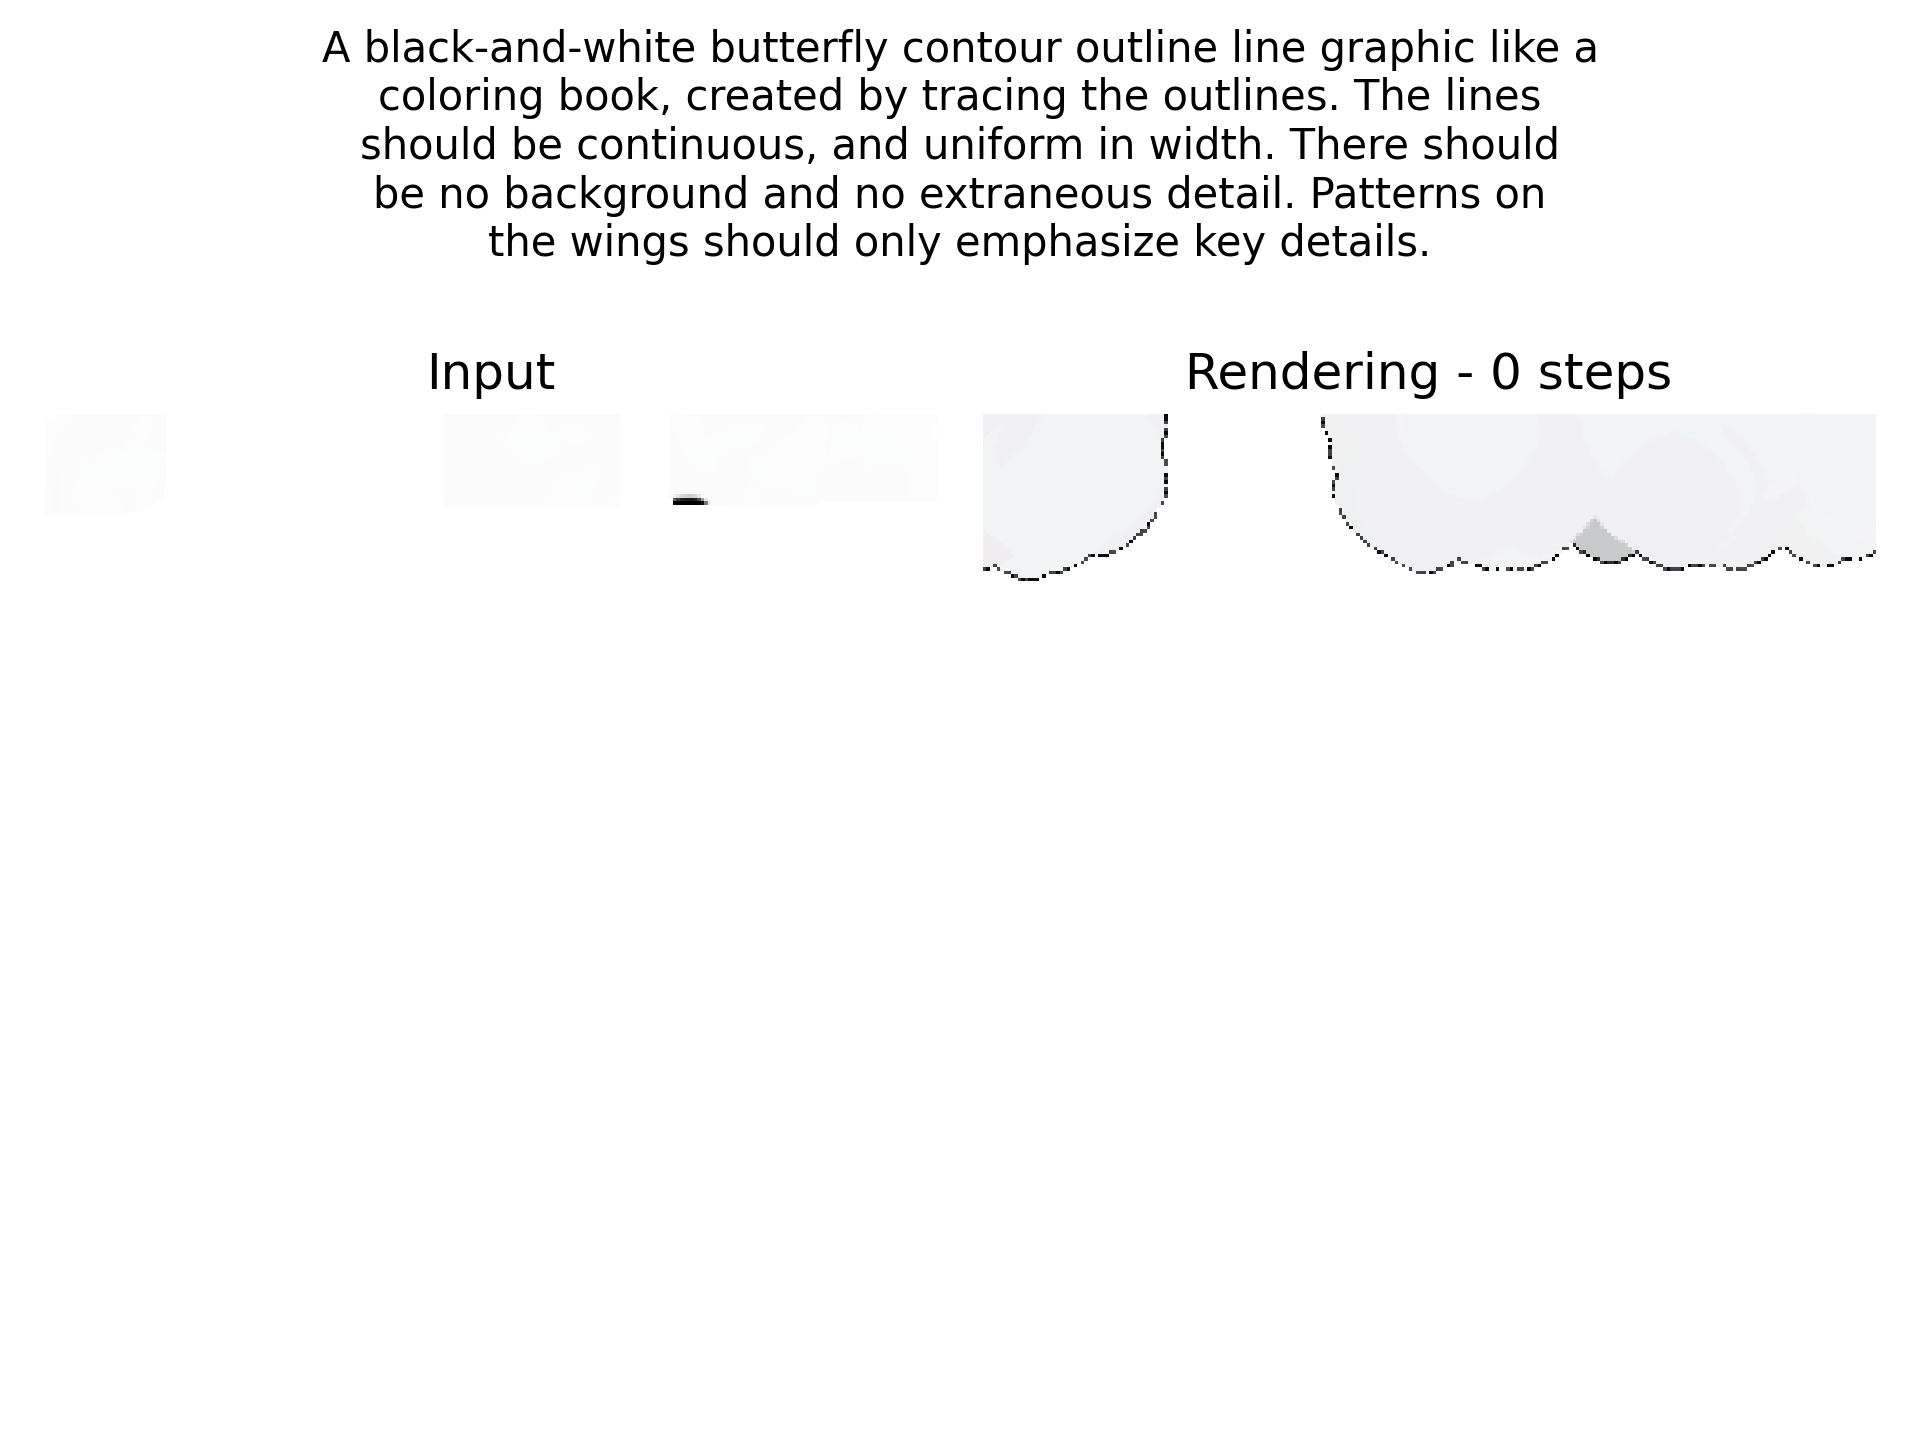 A black-and-white butterfly contour outline line graphic like a
coloring book, created by tracing the outlines. The lines
should be continuous, and uniform in width. There should
be no background and no extraneous detail. Patterns on
the wings should only emphasize key details.
Input
Rendering - 0 steps